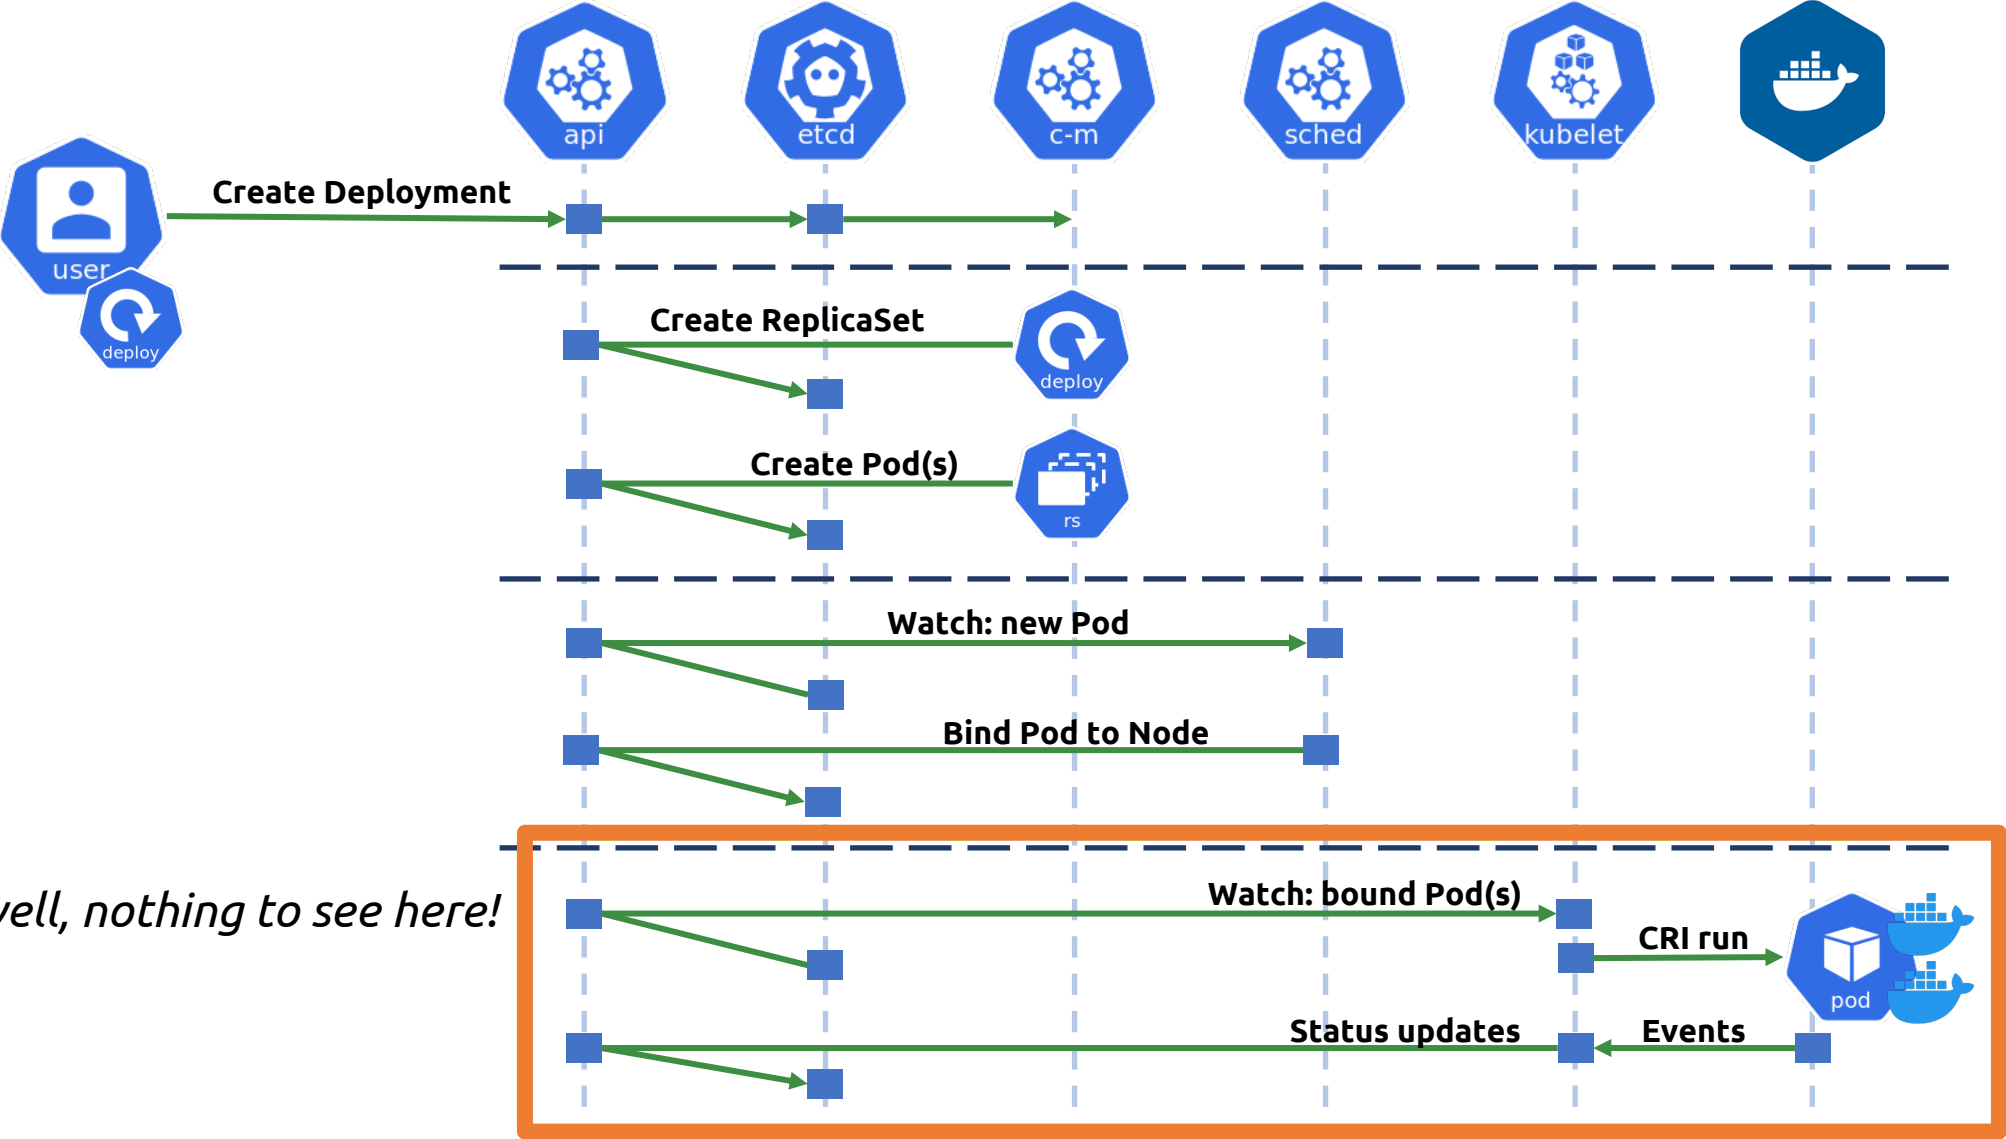 api
etcd
c-m
sched
kubelet
user
deploy
Create Deployment
Create ReplicaSet
deploy
Create Pod(s)
rs
Watch: new Pod
Bind Pod to Node
nothing to see here!
Watch: bound Pod(s)
CRI run
pod
Status updates
Events